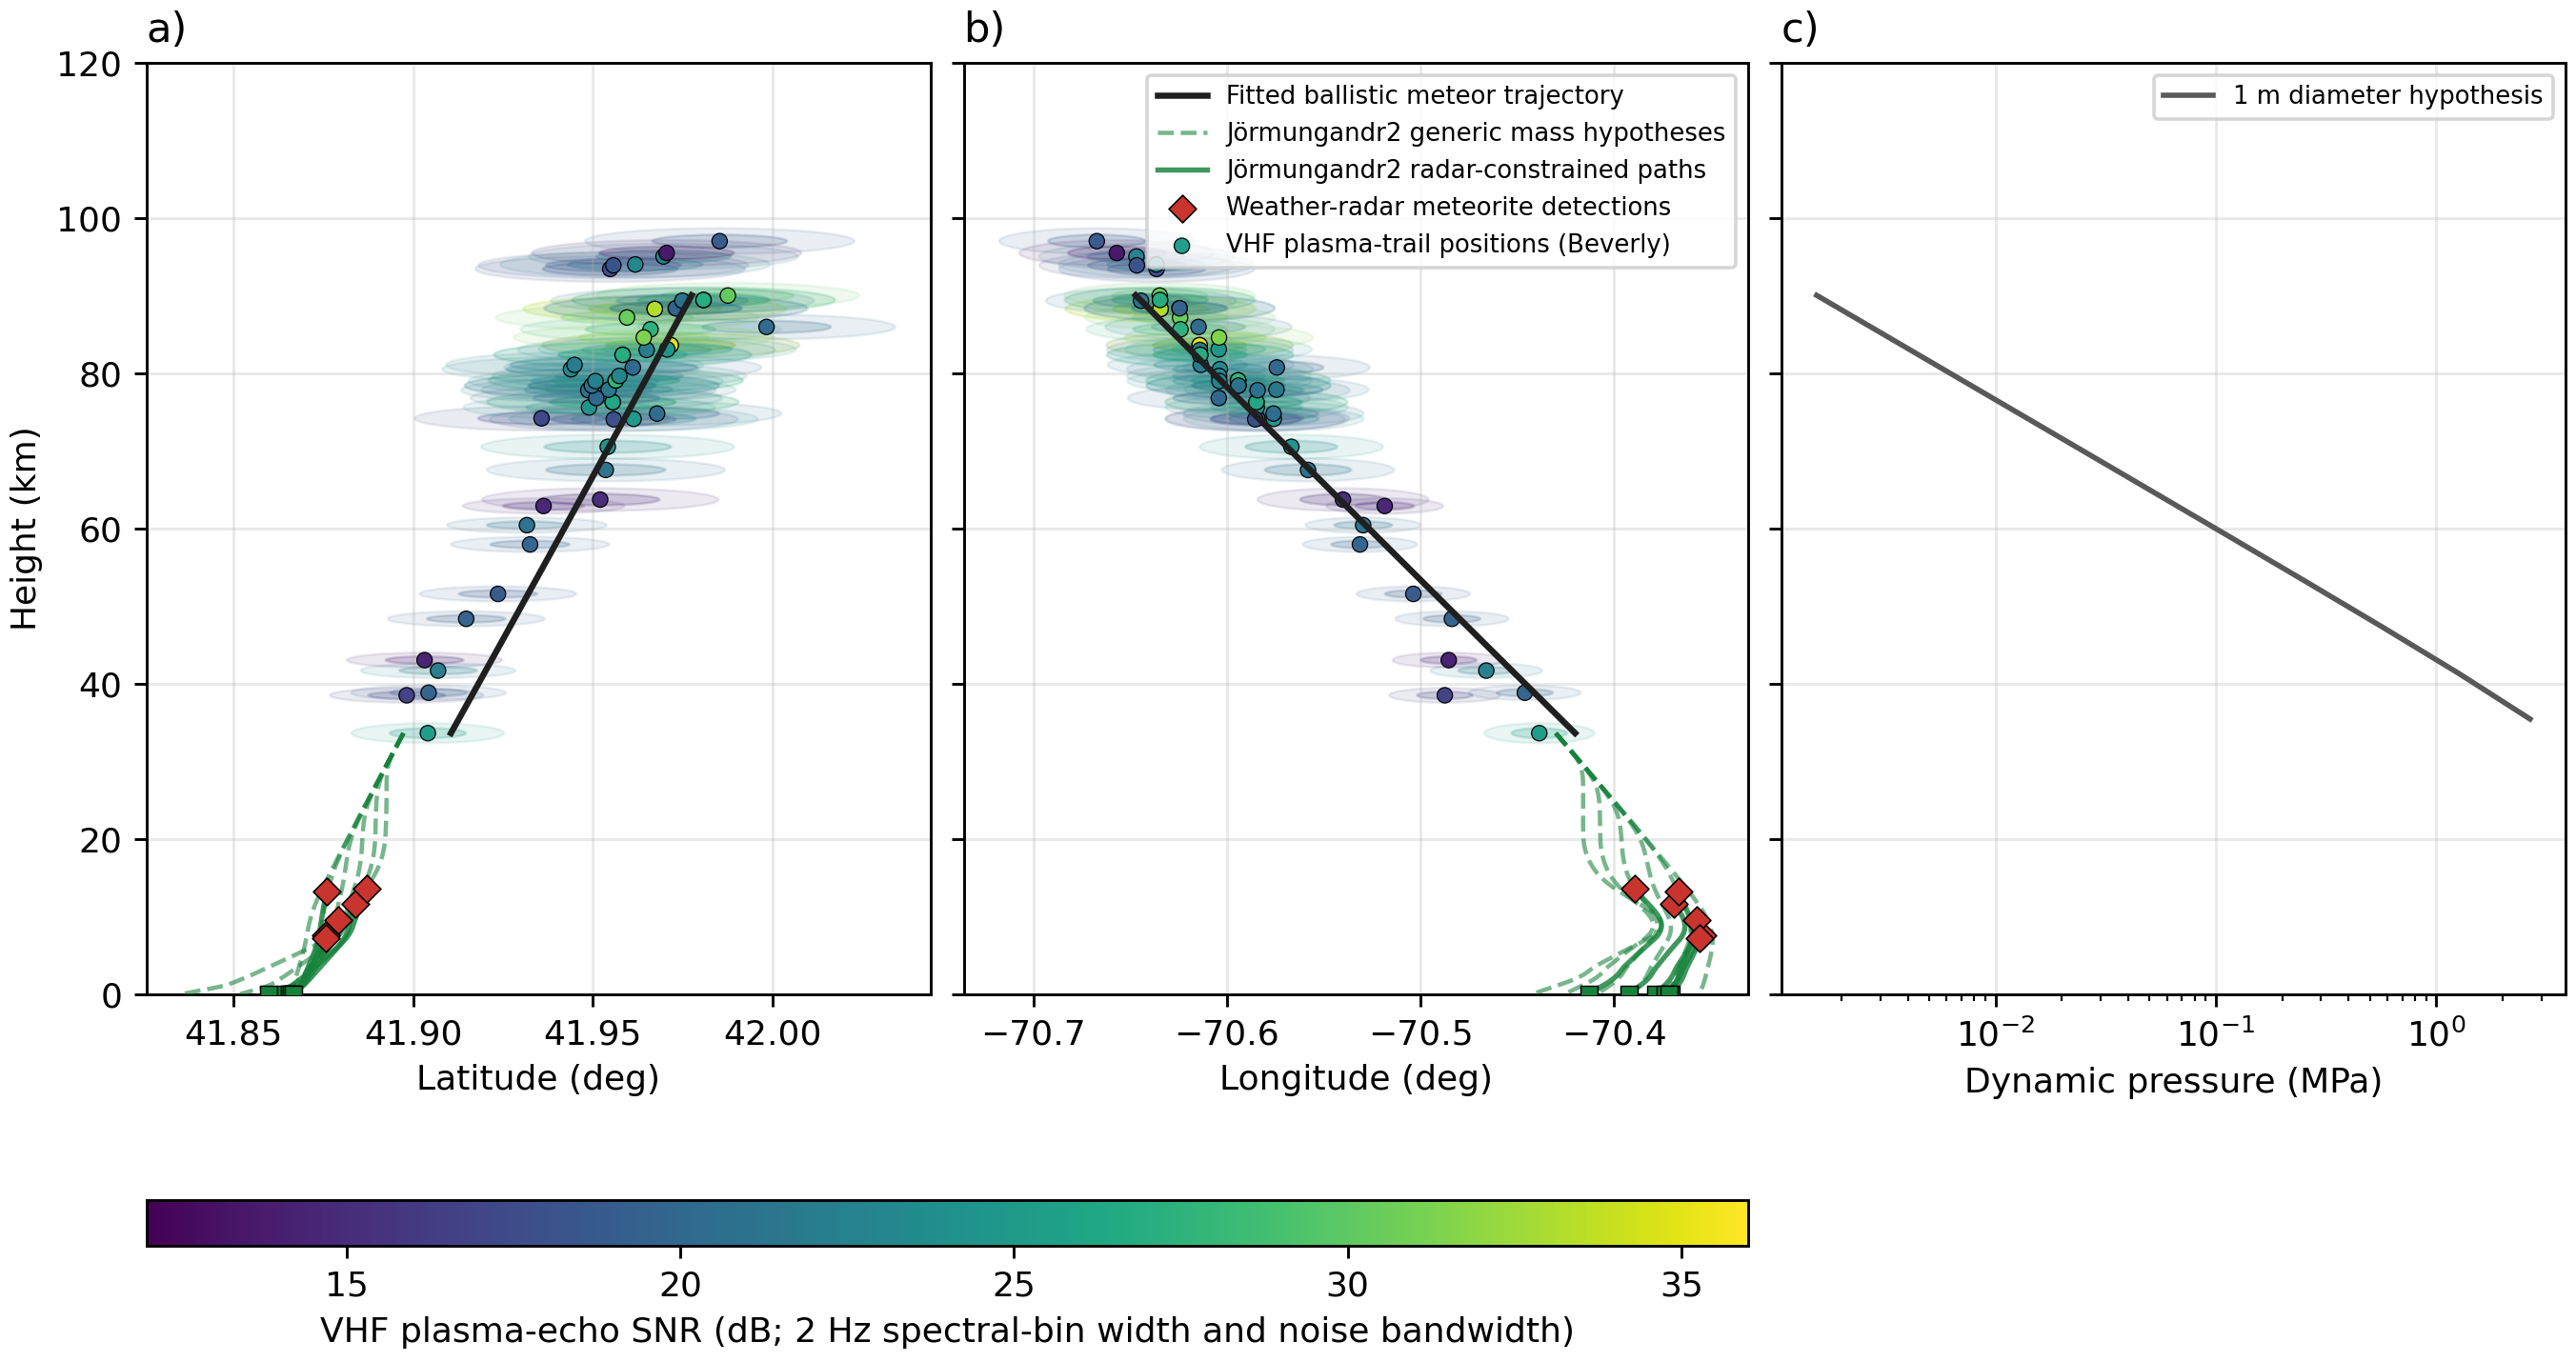 a)
b)
c)
120
100
80
60
40
20
0
Height (km)
Fitted ballistic meteor trajectory
Jörmungandr2 generic mass hypotheses
Jörmungandr2 radar-constrained paths
Weather-radar meteorite detections
VHF plasma-trail positions (Beverly)
1 m diameter hypothesis
41.85 41.90 41.95 42.00
Latitude (deg)
−70.7 −70.6 −70.5 −70.4
Longitude (deg)
10⁻² 10⁻¹ 10⁰
Dynamic pressure (MPa)
15 20 25 30 35
VHF plasma-echo SNR (dB; 2 Hz spectral-bin width and noise bandwidth)